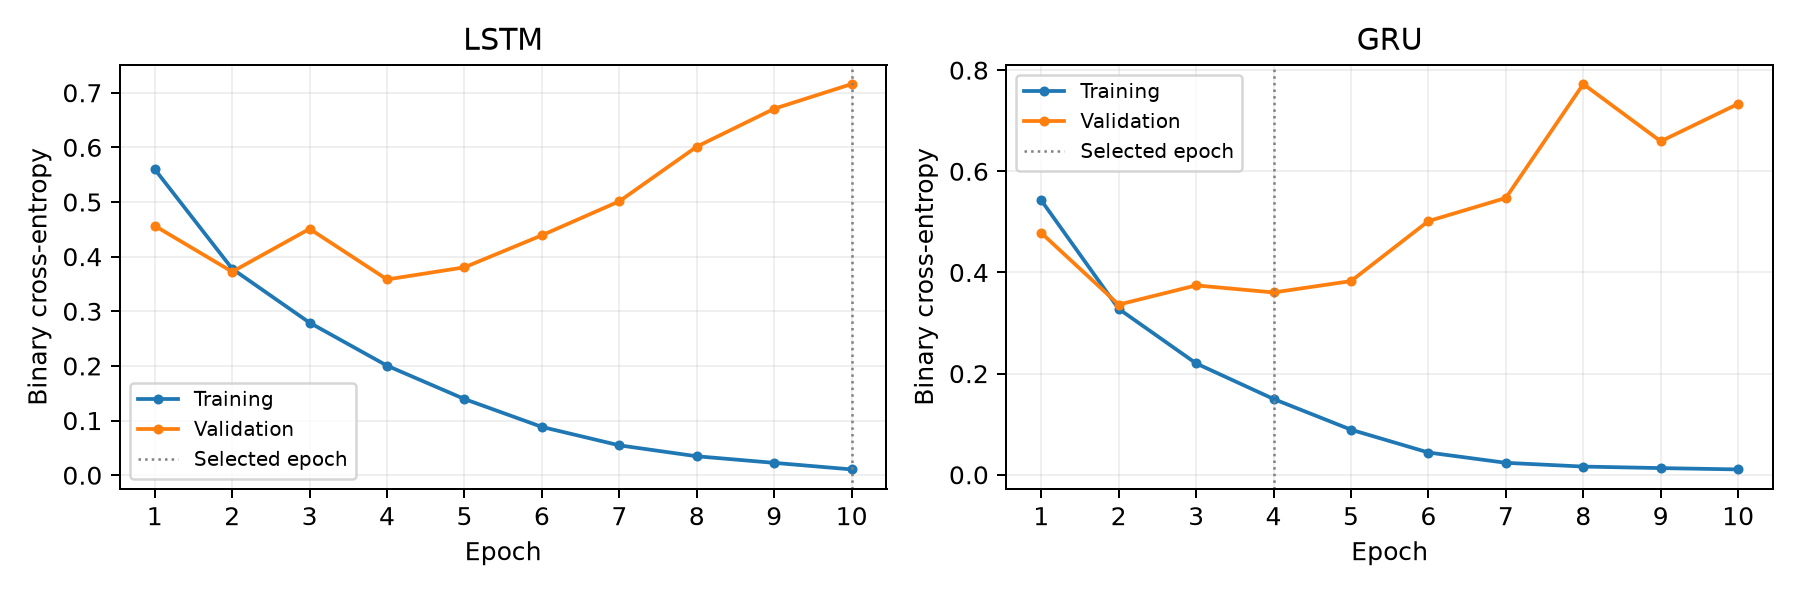 LSTM
Binary cross-entropy
0.7
0.6
0.5
0.4
0.3
0.2
0.1
0.0
Training
Validation
Selected epoch
1 2 3 4 5 6 7 8 9 10
Epoch
GRU
Binary cross-entropy
0.8
0.6
0.4
0.2
0.0
Training
Validation
Selected epoch
1 2 3 4 5 6 7 8 9 10
Epoch